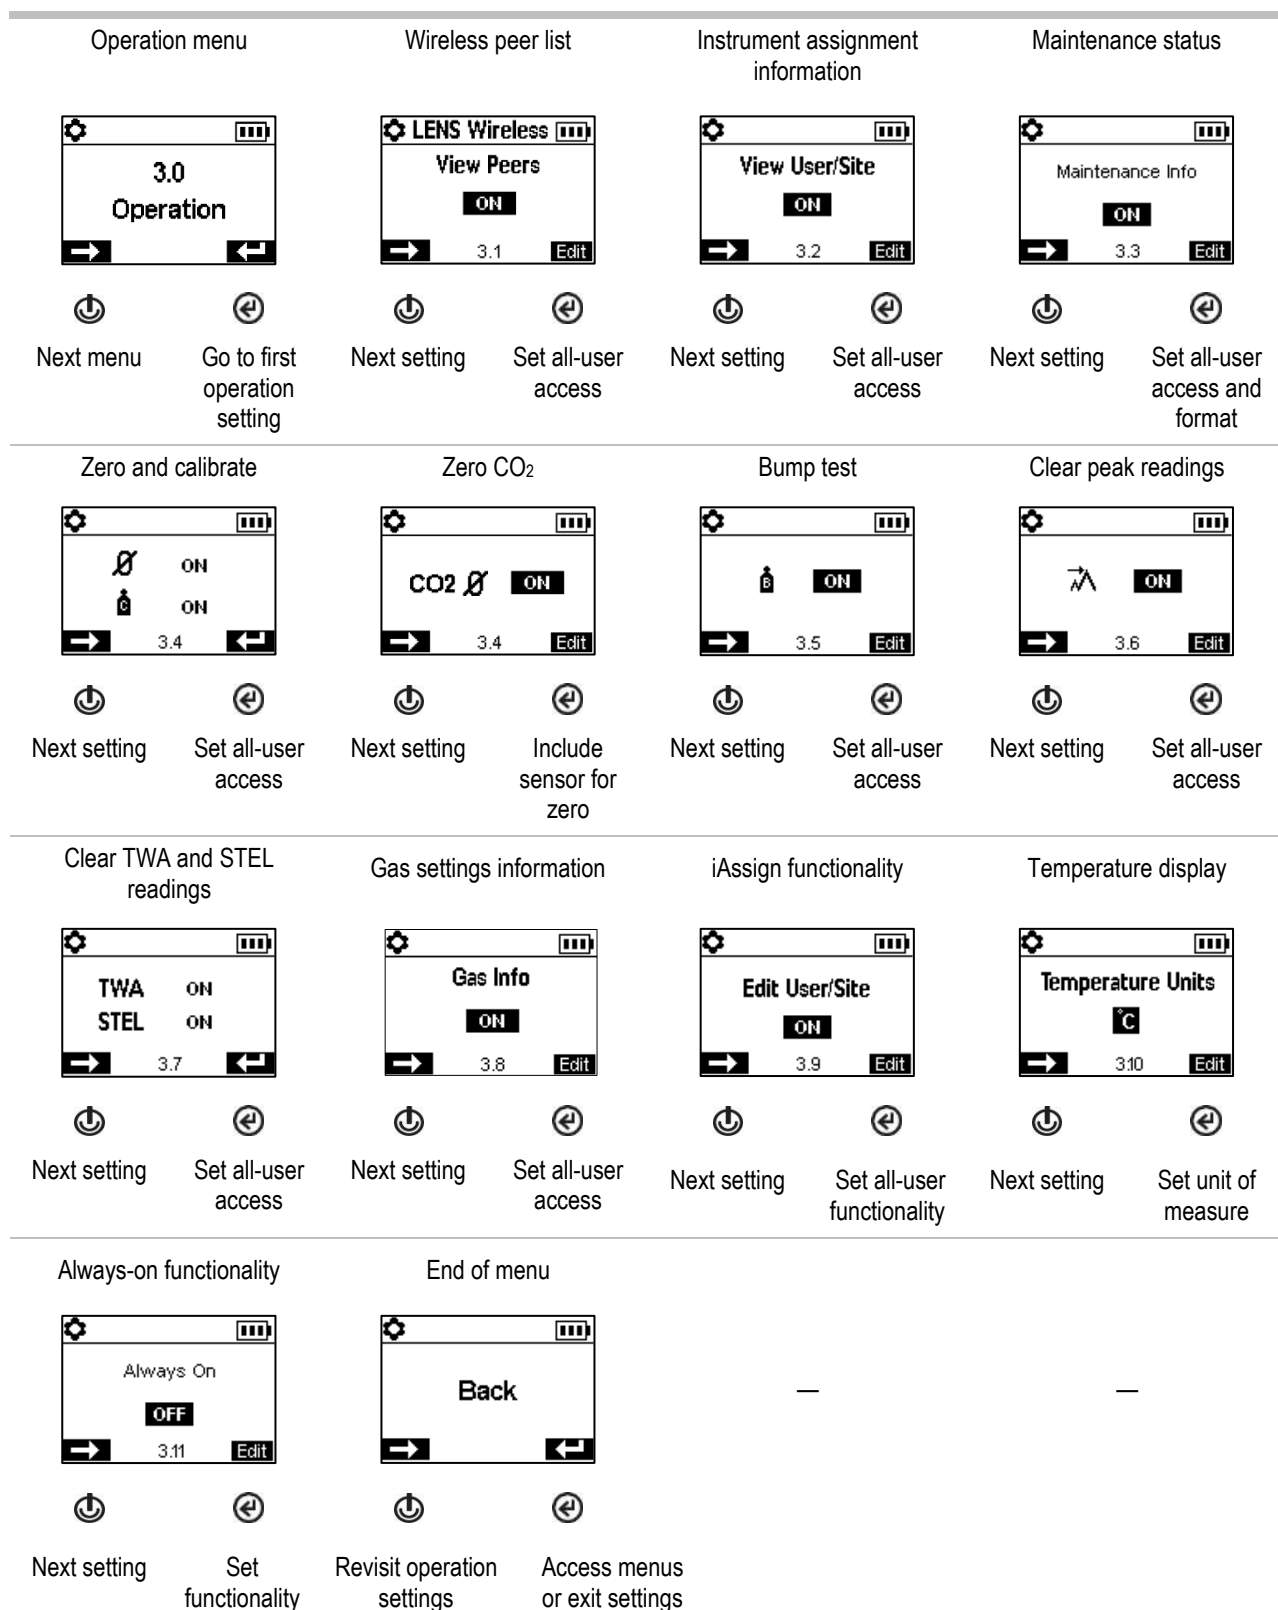 Operation menu
Wireless peer list
Instrument assignment
information
Maintenance status
3.0
Operation
LENS Wireless
View Peers
ON
3.1
Edit
View User/Site
ON
3.2
Edit
Maintenance Info
ON
3.3
Edit
Next menu
Go to first
operation
setting
Next setting
Set all-user
access
Next setting
Set all-user
access
Next setting
Set all-user
access and
format
Zero and calibrate
Zero CO2
Bump test
Clear peak readings
ON
C ON
3.4
CO2 ON
3.4
Edit
B ON
3.5
Edit
ON
3.6
Edit
Next setting
Set all-user
access
Next setting
Include
sensor for
zero
Next setting
Set all-user
access
Next setting
Set all-user
access
Clear TWA and STEL
readings
Gas settings information
iAssign functionality
Temperature display
TWA ON
STEL ON
3.7
Gas Info
ON
3.8
Edit
Edit User/Site
ON
3.9
Edit
Temperature Units
°C
3.10
Edit
Next setting
Set all-user
access
Next setting
Set all-user
access
Next setting
Set all-user
functionality
Next setting
Set unit of
measure
Always-on functionality
End of menu
Always On
OFF
3.11
Edit
Back
—
—
Next setting
Set
functionality
Revisit operation
settings
Access menus
or exit settings